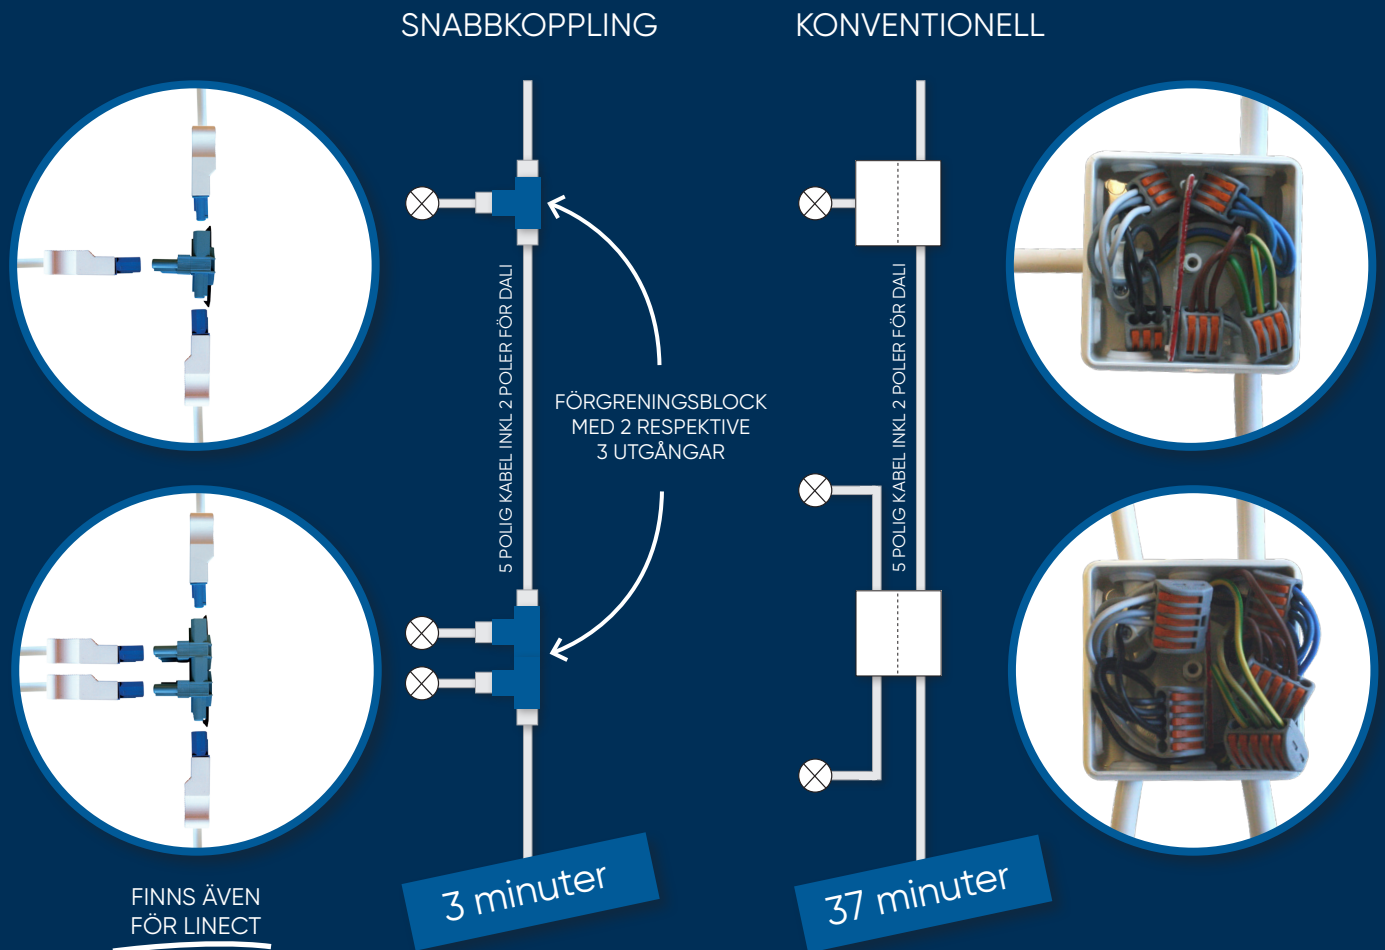 SNABBKOPPLING
KONVENTIONELL
5 POLIG KABEL INKL 2 POLER FÖR DALI
FÖRGRENINGSBLOCK
MED 2 RESPEKTIVE
3 UTGÅNGAR
5 POLIG KABEL INKL 2 POLER FÖR DALI
3 minuter
37 minuter
FINNS ÄVEN
FÖR LINECT